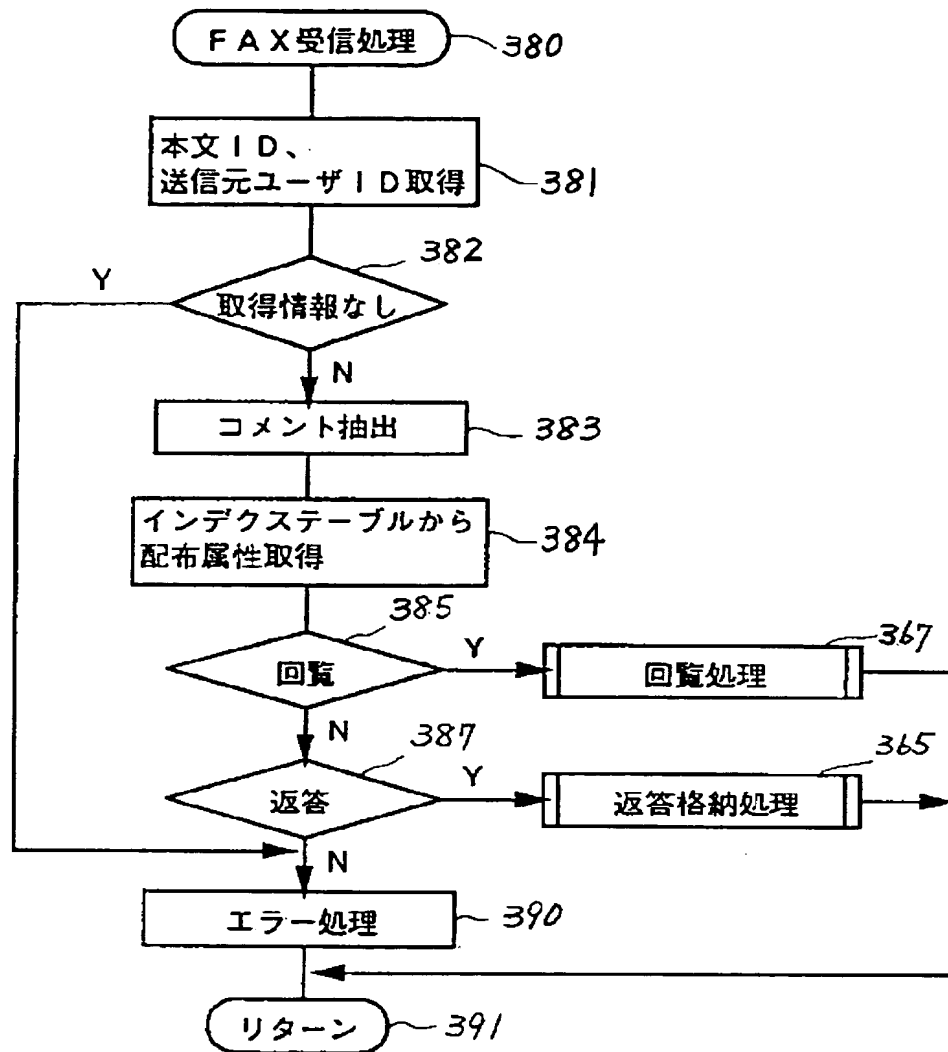 ＦＡＸ受信処理
380
本文ＩＤ、
送信元ユーザＩＤ取得
381
382
Y
取得情報なし
N
コメント抽出
383
インデクステーブルから
配布属性取得
384
385
回覧
Y
367
回覧処理
N
387
返答
Y
365
返答格納処理
N
エラー処理
390
リターン
391